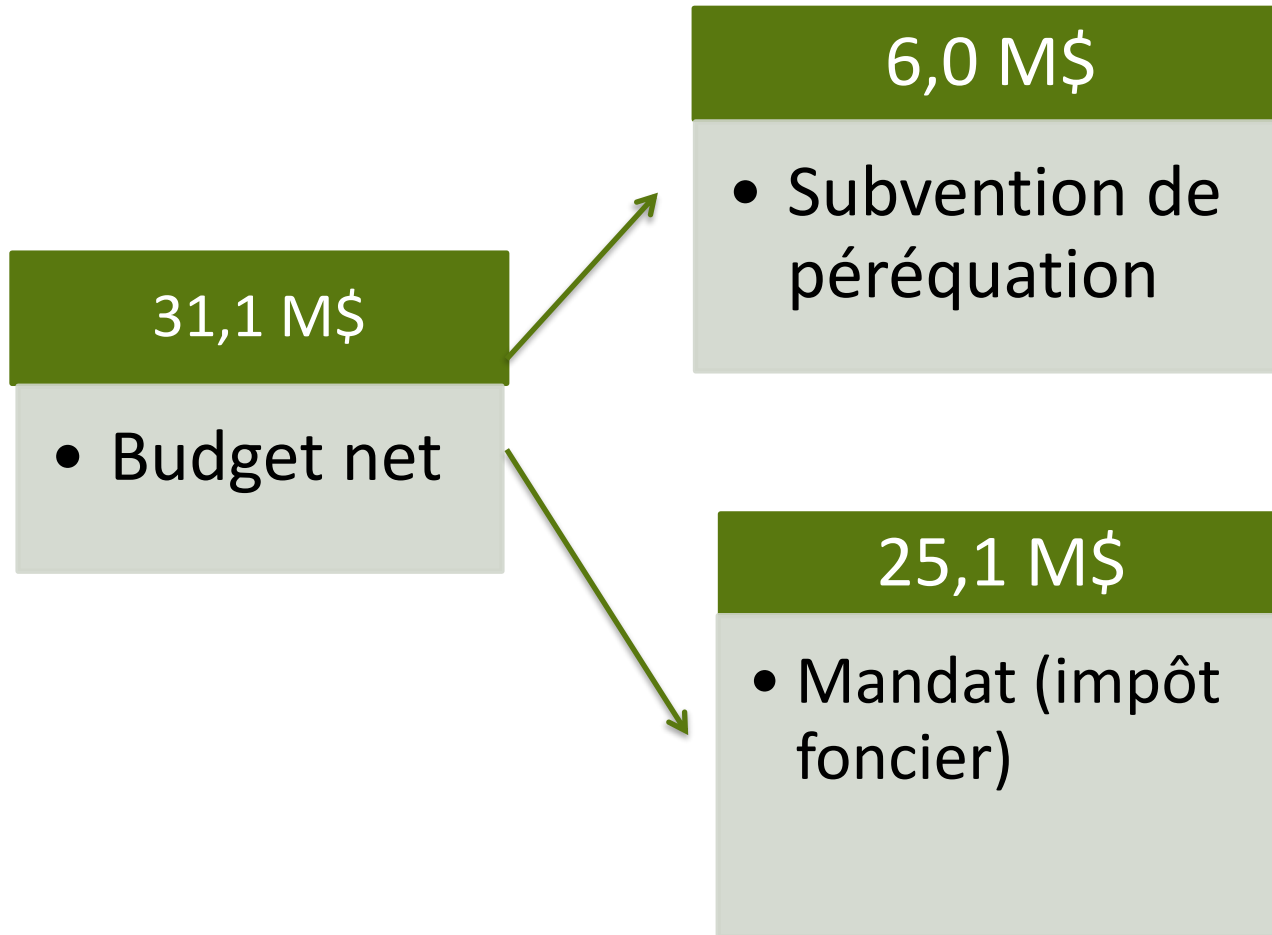 31,1 M$
• Budget net
6,0 M$
• Subvention de
péréquation
25,1 M$
• Mandat (impôt
foncier)